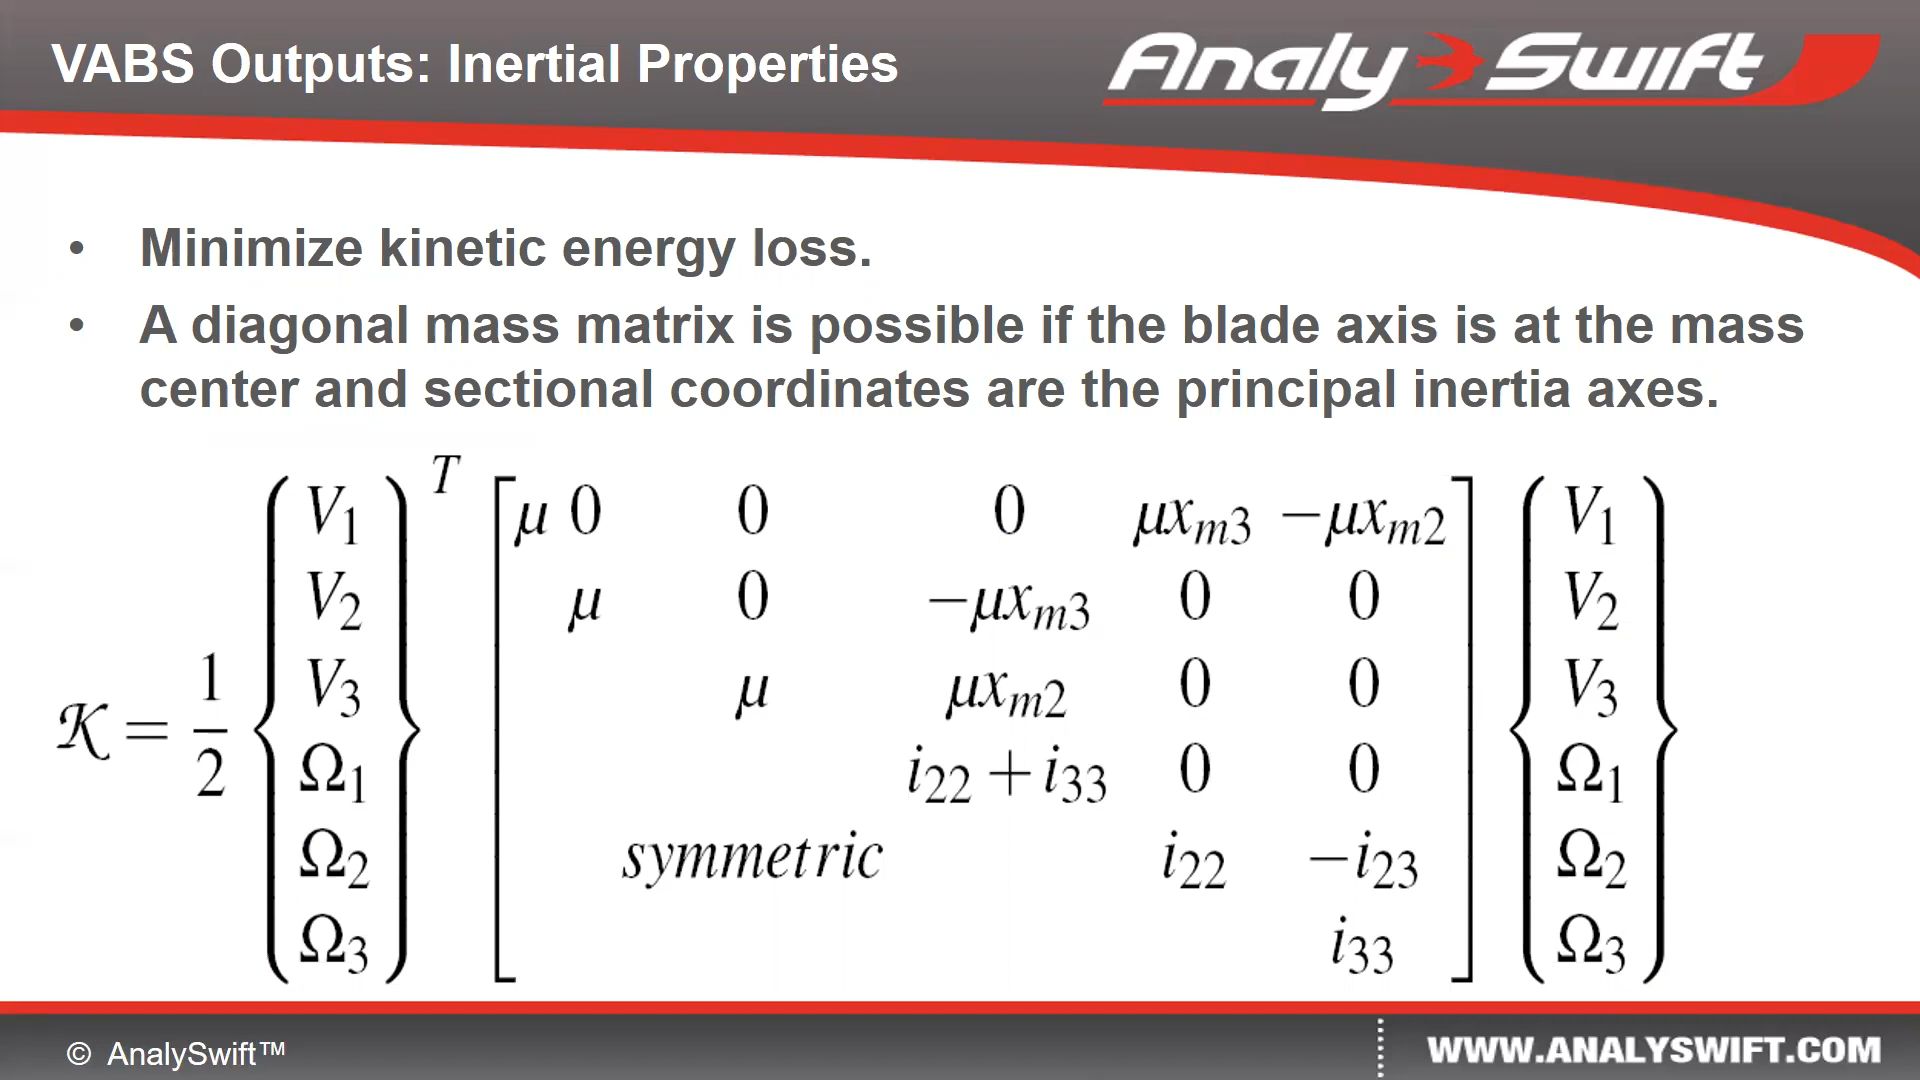 VABS Outputs: Inertial Properties
Analy Swift
• Minimize kinetic energy loss.
• A diagonal mass matrix is possible if the blade axis is at the mass
center and sectional coordinates are the principal inertia axes.
𝒦 = 1/2 {V₁ V₂ V₃ Ω₁ Ω₂ Ω₃}ᵀ
[μ 0 0 0 μx_m3 −μx_m2
μ 0 −μx_m3 0 0
μ μx_m2 0 0
i₂₂ + i₃₃ 0 0
symmetric i₂₂ −i₂₃
i₃₃]
{V₁ V₂ V₃ Ω₁ Ω₂ Ω₃}
© AnalySwift™
WWW.ANALYSWIFT.COM